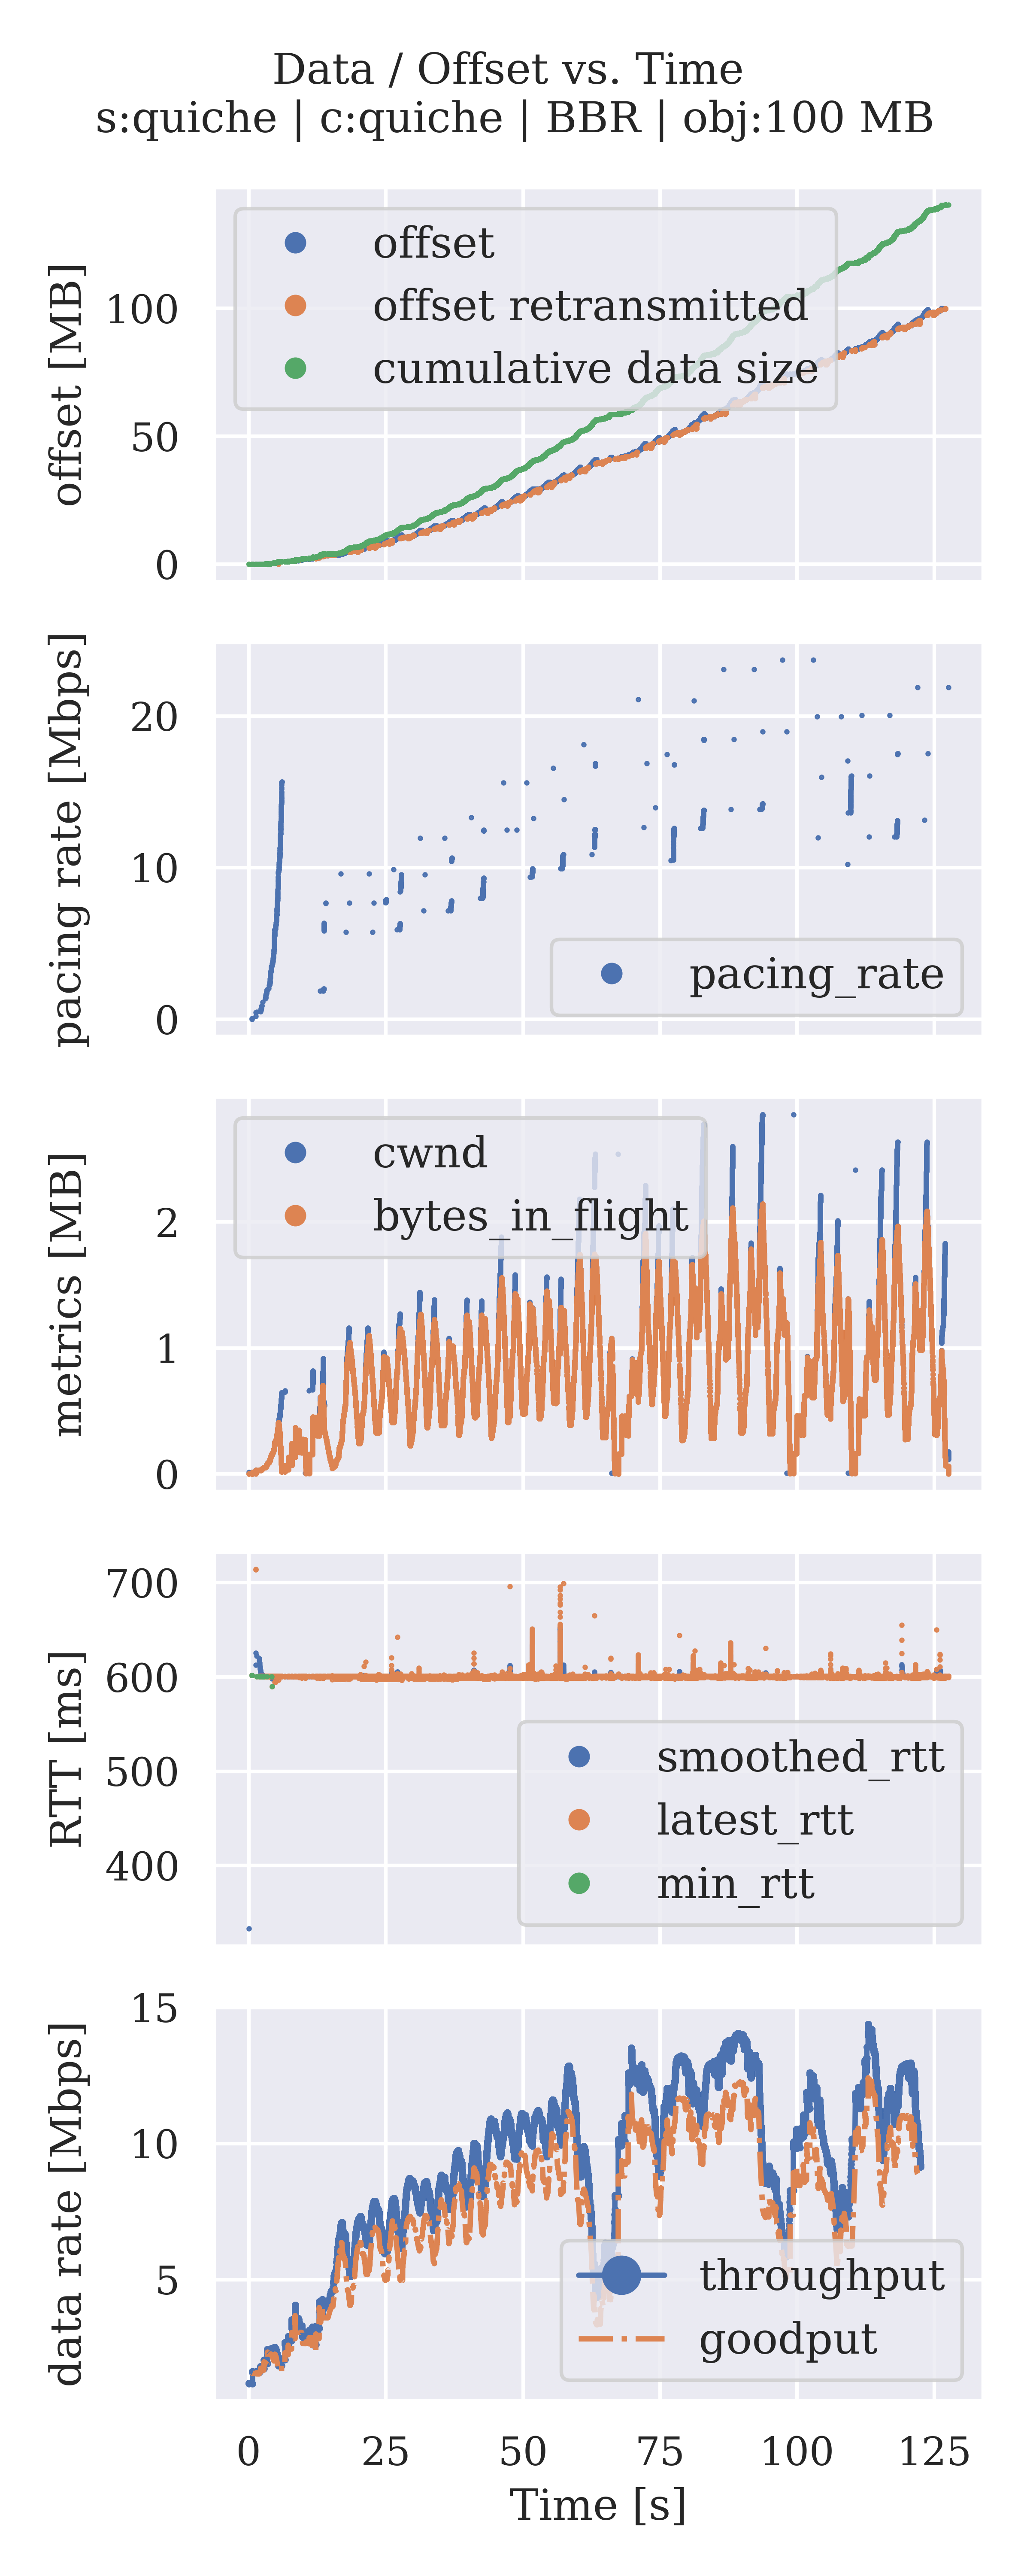 Data / Offset vs. Time
s:quiche | c:quiche | BBR | obj:100 MB
offset [MB]
100
50
0
offset
offset retransmitted
cumulative data size
pacing rate [Mbps]
20
10
0
pacing_rate
metrics [MB]
2
1
0
cwnd
bytes_in_flight
RTT [ms]
700
600
500
400
smoothed_rtt
latest_rtt
min_rtt
data rate [Mbps]
15
10
5
throughput
goodput
0 25 50 75 100 125
Time [s]